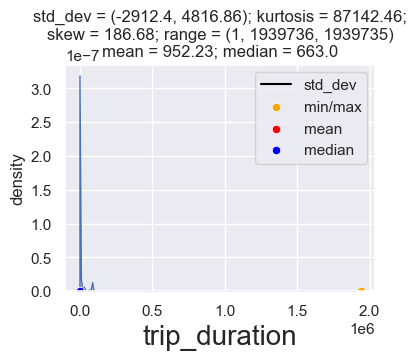 std_dev = (-2912.4, 4816.86); kurtosis = 87142.46;
skew = 186.68; range = (1, 1939736, 1939735)
mean = 952.23; median = 663.0
1e−7
3.0
2.5
2.0
1.5
1.0
0.5
0.0
density
std_dev
min/max
mean
median
0.0 0.5 1.0 1.5 2.0
1e6
trip_duration